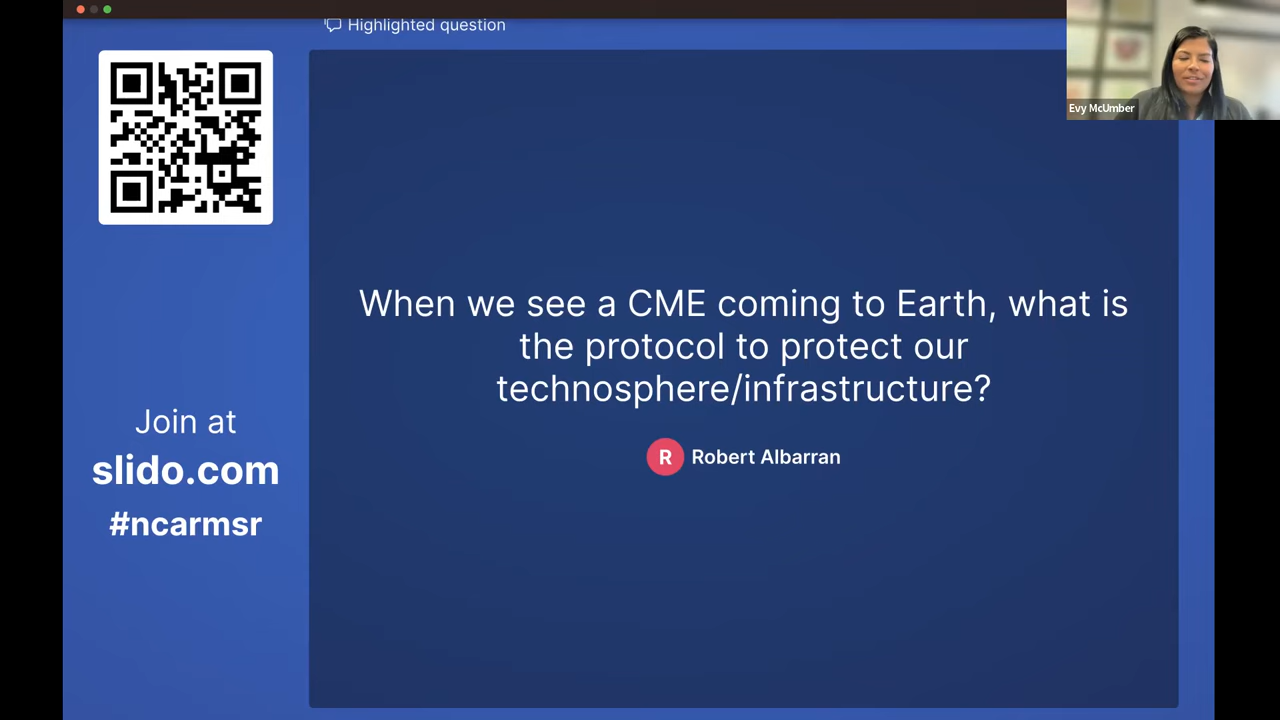 Highlighted question
Evy McUmber
When we see a CME coming to Earth, what is
the protocol to protect our
technosphere/infrastructure?
R Robert Albarran
Join at
slido.com
#ncarmsr